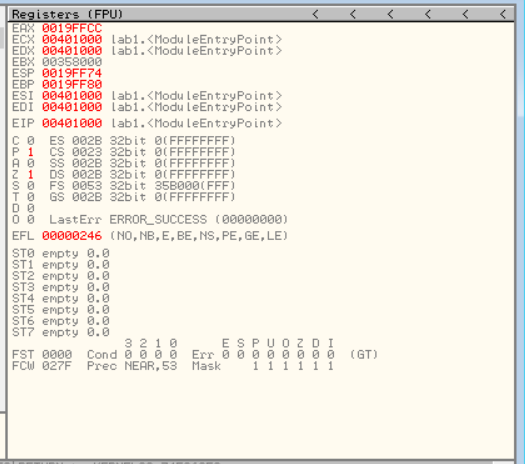 Registers (FPU) < < < < <
EAX 0019FFCC
ECX 00401000 lab1.<ModuleEntryPoint>
EDX 00401000 lab1.<ModuleEntryPoint>
EBX 00358000
ESP 0019FF74
EBP 0019FF80
ESI 00401000 lab1.<ModuleEntryPoint>
EDI 00401000 lab1.<ModuleEntryPoint>
EIP 00401000 lab1.<ModuleEntryPoint>
C 0 ES 002B 32bit 0(FFFFFFFF)
P 1 CS 0023 32bit 0(FFFFFFFF)
A 0 SS 002B 32bit 0(FFFFFFFF)
Z 1 DS 002B 32bit 0(FFFFFFFF)
S 0 FS 0053 32bit 35B000(FFF)
T 0 GS 002B 32bit 0(FFFFFFFF)
D 0
O 0 LastErr ERROR_SUCCESS (00000000)
EFL 00000246 (NO,NB,E,BE,NS,PE,GE,LE)
ST0 empty 0.0
ST1 empty 0.0
ST2 empty 0.0
ST3 empty 0.0
ST4 empty 0.0
ST5 empty 0.0
ST6 empty 0.0
ST7 empty 0.0
3 2 1 0 E S P U O Z D I
FST 0000 Cond 0 0 0 0 Err 0 0 0 0 0 0 0 0 (GT)
FCW 027F Prec NEAR,53 Mask 1 1 1 1 1 1